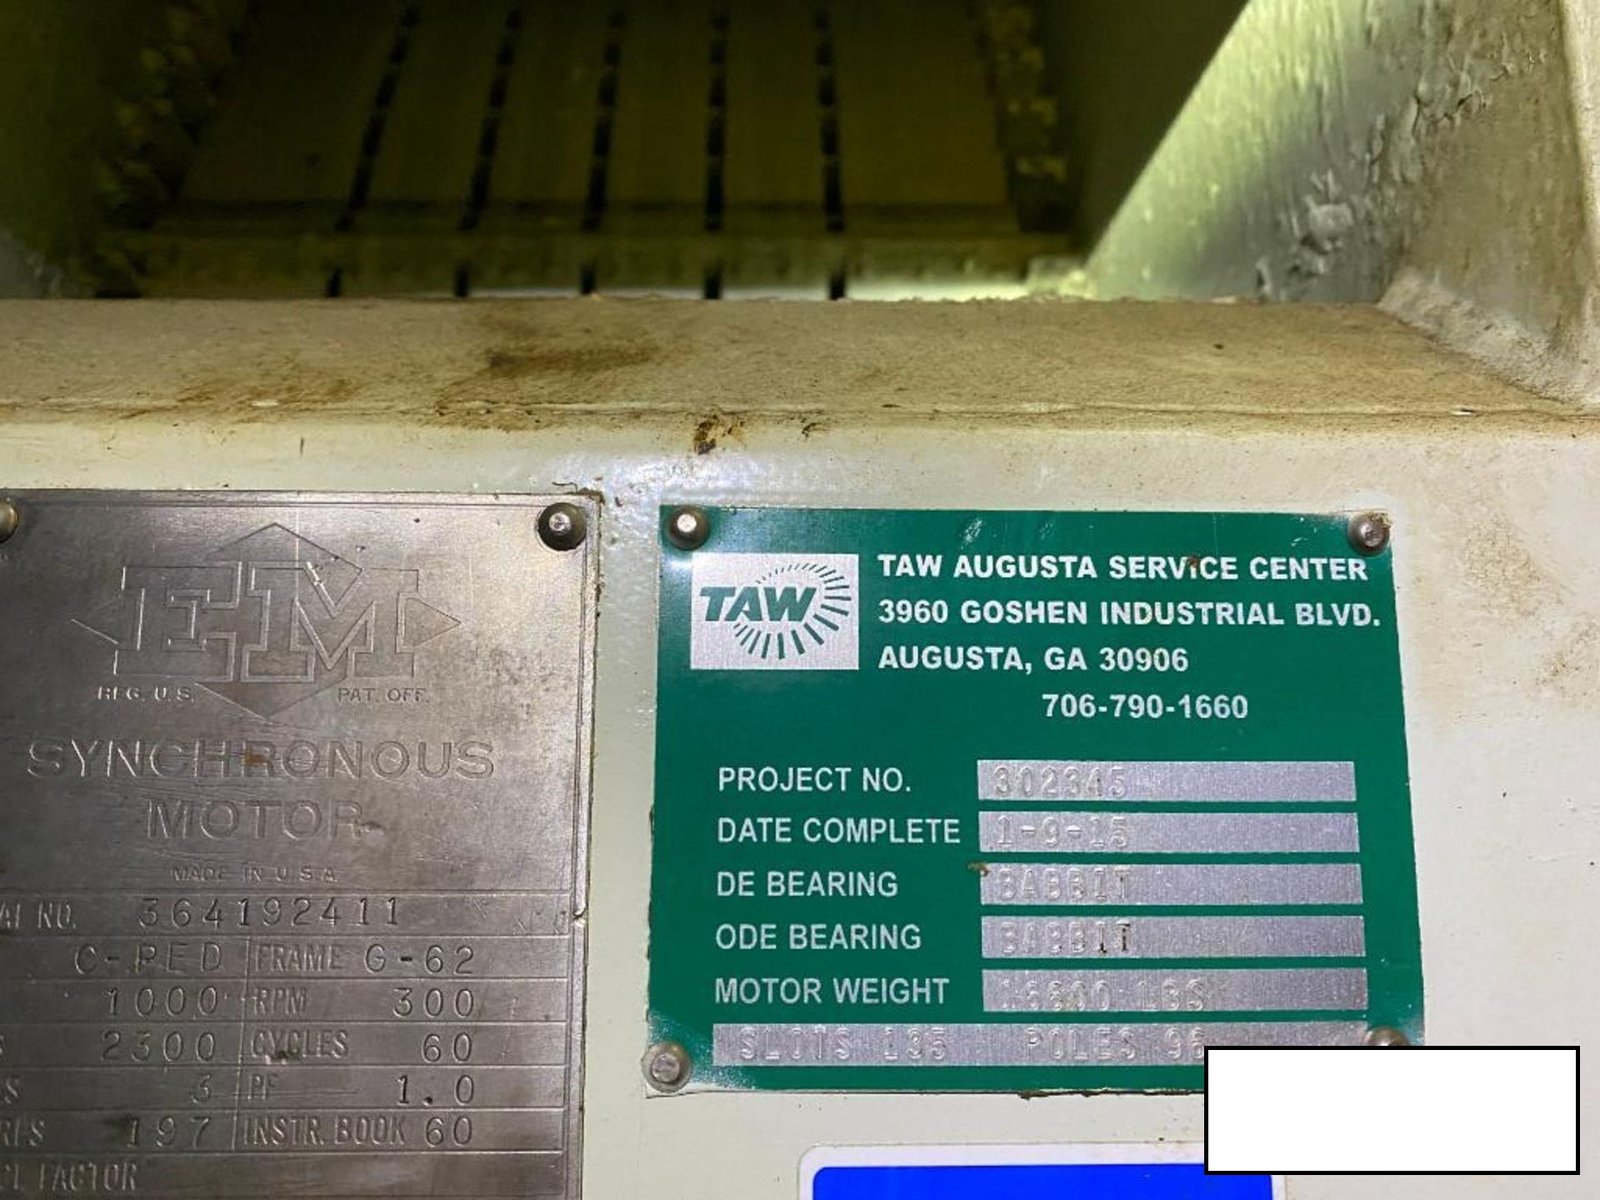 EM
REG. U.S. PAT. OFF.
SYNCHRONOUS
MOTOR
MADE IN U.S.A.
NO. 364192411
C-PED FRAME G-62
1000 RPM 300
2300 CYCLES 60
3 PF 1.0
197 INSTR. BOOK 60
FACTOR
TAW
TAW AUGUSTA SERVICE CENTER
3960 GOSHEN INDUSTRIAL BLVD.
AUGUSTA, GA 30906
706-790-1660
PROJECT NO. 302345
DATE COMPLETE 1-9-15
DE BEARING BABBIT
ODE BEARING BABBIT
MOTOR WEIGHT LBS
SLOTS 135 POLES 96